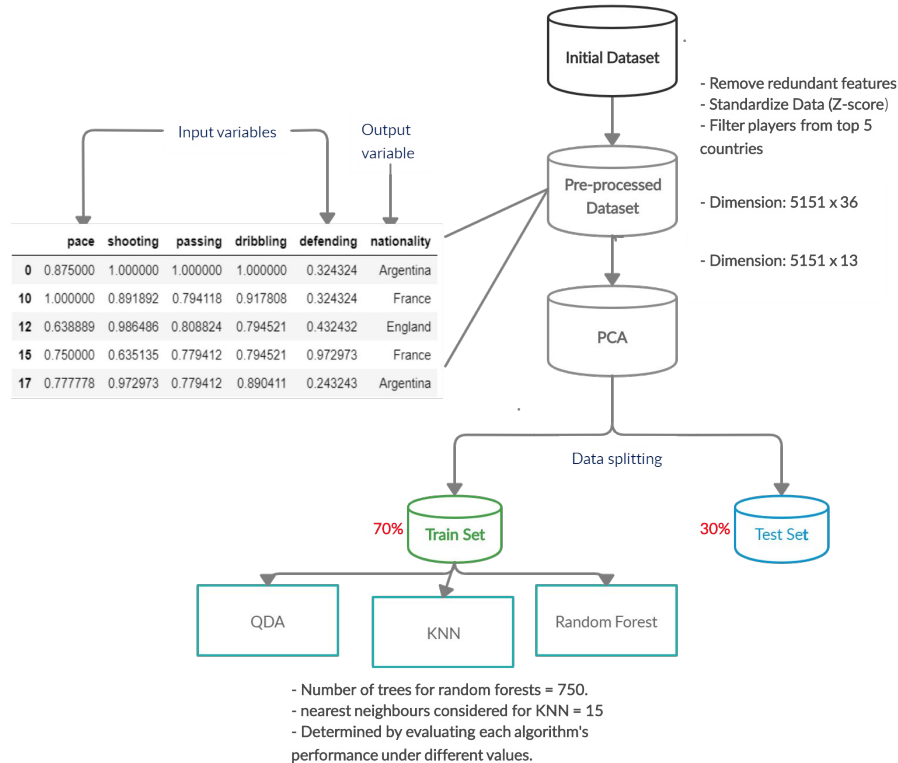 Initial Dataset
- Remove redundant features
- Standardize Data (Z-score)
- Filter players from top 5
countries
Input variables
Output
variable
Pre-processed
Dataset
- Dimension: 5151 x 36
pace shooting passing dribbling defending nationality
0 0.875000 1.000000 1.000000 1.000000 0.324324 Argentina
10 1.000000 0.891892 0.794118 0.917808 0.324324 France
12 0.638889 0.986486 0.808824 0.794521 0.432432 England
15 0.750000 0.635135 0.779412 0.794521 0.972973 France
17 0.777778 0.972973 0.779412 0.890411 0.243243 Argentina
- Dimension: 5151 x 13
PCA
Data splitting
70%
Train Set
30%
Test Set
QDA
KNN
Random Forest
- Number of trees for random forests = 750.
- nearest neighbours considered for KNN = 15
- Determined by evaluating each algorithm's
performance under different values.